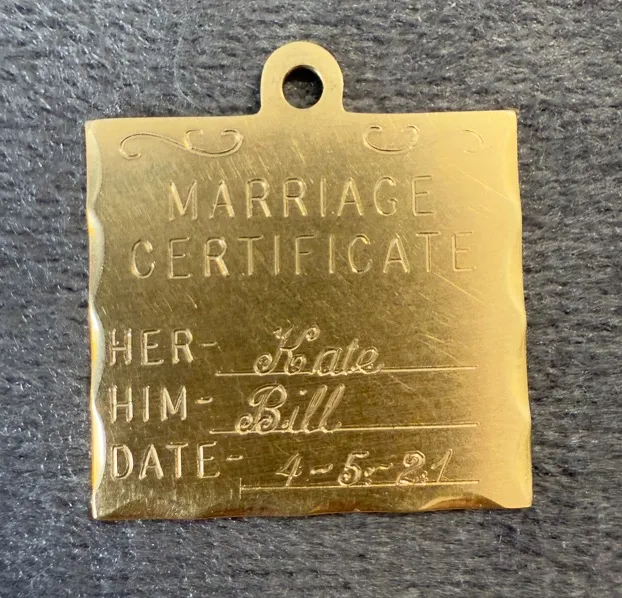 MARRIAGE
CERTIFICATE
HER- Kate
HIM- Bill
DATE- 4-5-21